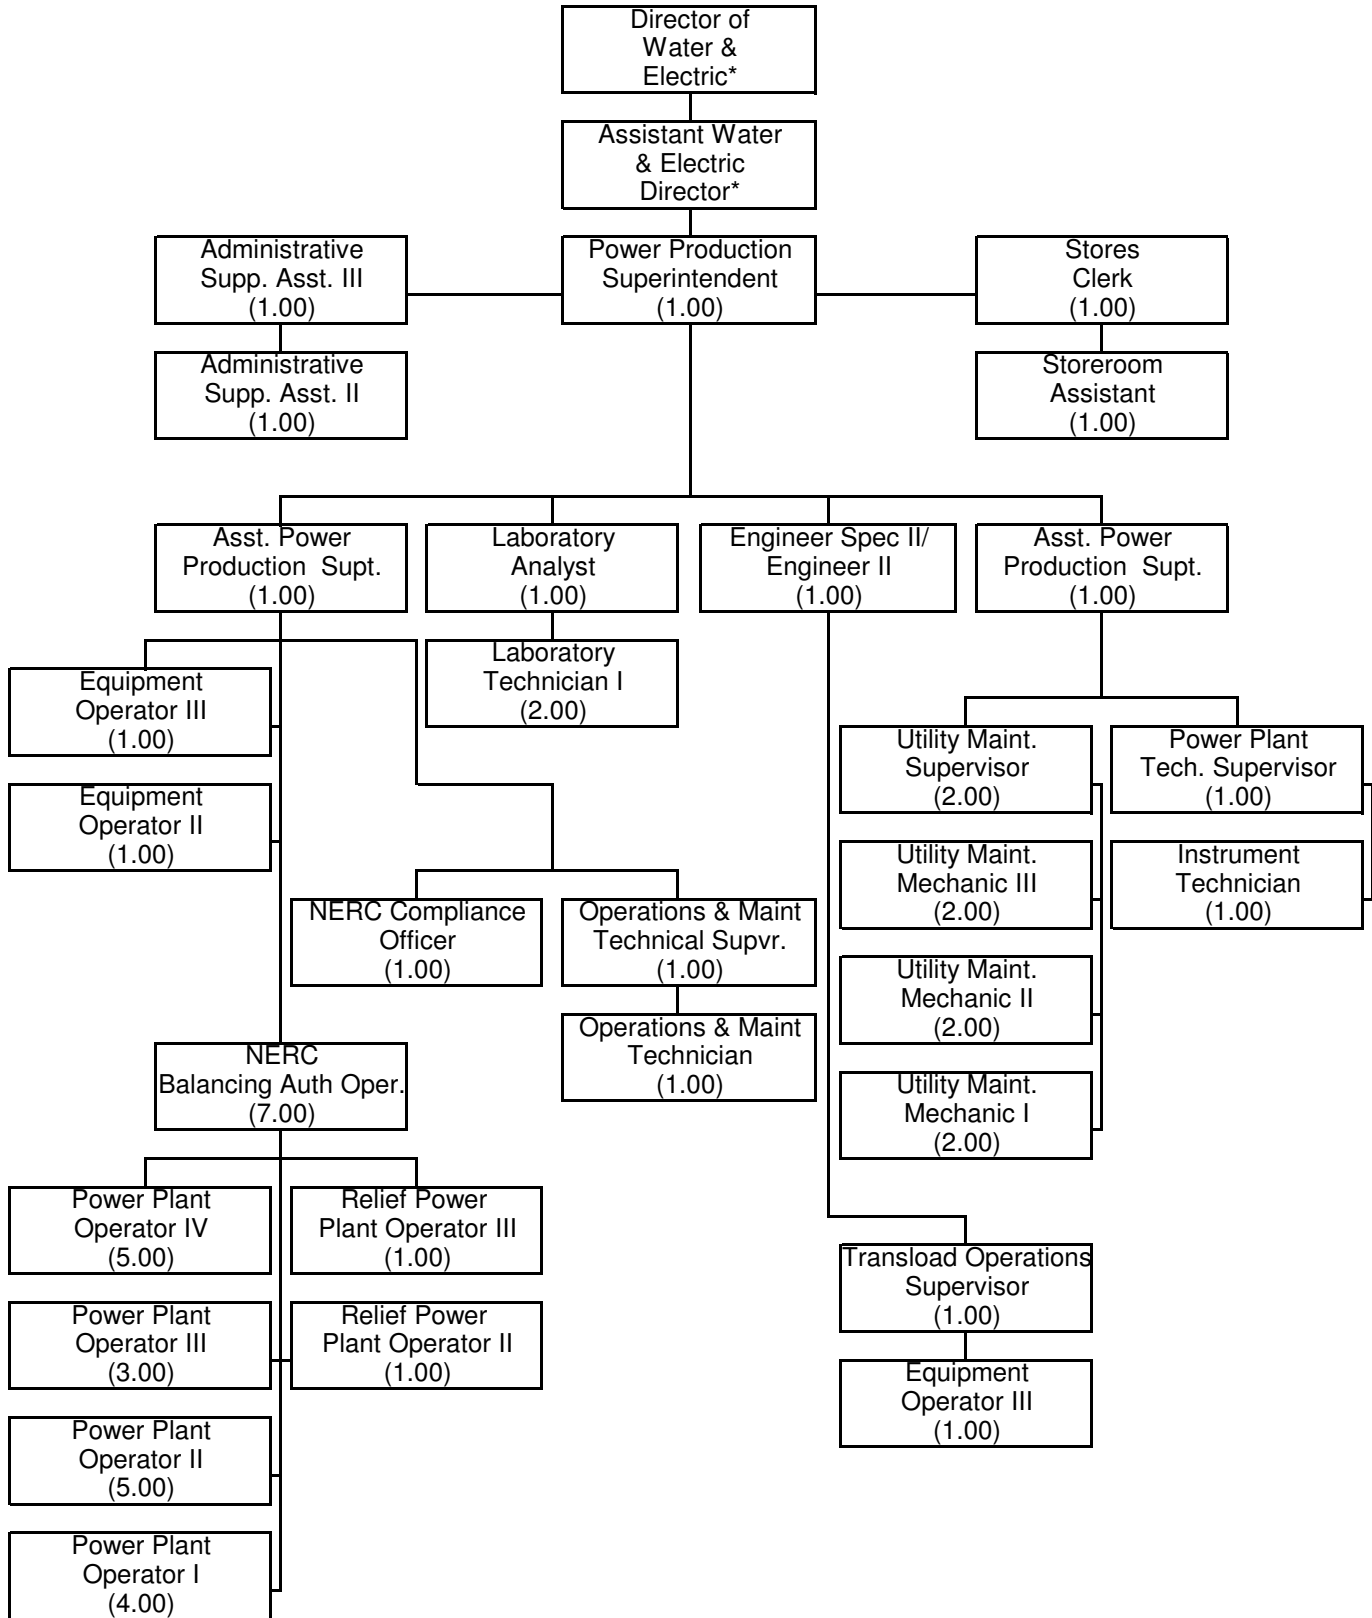 Director of
Water &
Electric*
Assistant Water
& Electric
Director*
Administrative
Supp. Asst. III
(1.00)
Power Production
Superintendent
(1.00)
Stores
Clerk
(1.00)
Administrative
Supp. Asst. II
(1.00)
Storeroom
Assistant
(1.00)
Asst. Power
Production  Supt.
(1.00)
Laboratory
Analyst
(1.00)
Engineer Spec II/
Engineer II
(1.00)
Asst. Power
Production  Supt.
(1.00)
Equipment
Operator III
(1.00)
Laboratory
Technician I
(2.00)
Utility Maint.
Supervisor
(2.00)
Power Plant
Tech. Supervisor
(1.00)
Equipment
Operator II
(1.00)
Utility Maint.
Mechanic III
(2.00)
Instrument
Technician
(1.00)
NERC Compliance
Officer
(1.00)
Operations & Maint
Technical Supvr.
(1.00)
Utility Maint.
Mechanic II
(2.00)
Operations & Maint
Technician
(1.00)
NERC
Balancing Auth Oper.
(7.00)
Utility Maint.
Mechanic I
(2.00)
Power Plant
Operator IV
(5.00)
Relief Power
Plant Operator III
(1.00)
Transload Operations
Supervisor
(1.00)
Power Plant
Operator III
(3.00)
Relief Power
Plant Operator II
(1.00)
Equipment
Operator III
(1.00)
Power Plant
Operator II
(5.00)
Power Plant
Operator I
(4.00)